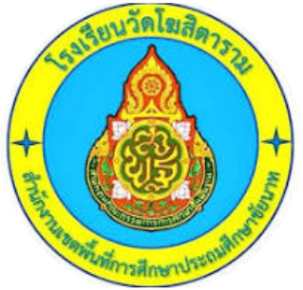 โรงเรียนวัดโฆสิตาราม
สำนักงานเขตพื้นที่การศึกษาประถมศึกษาชัยนาท